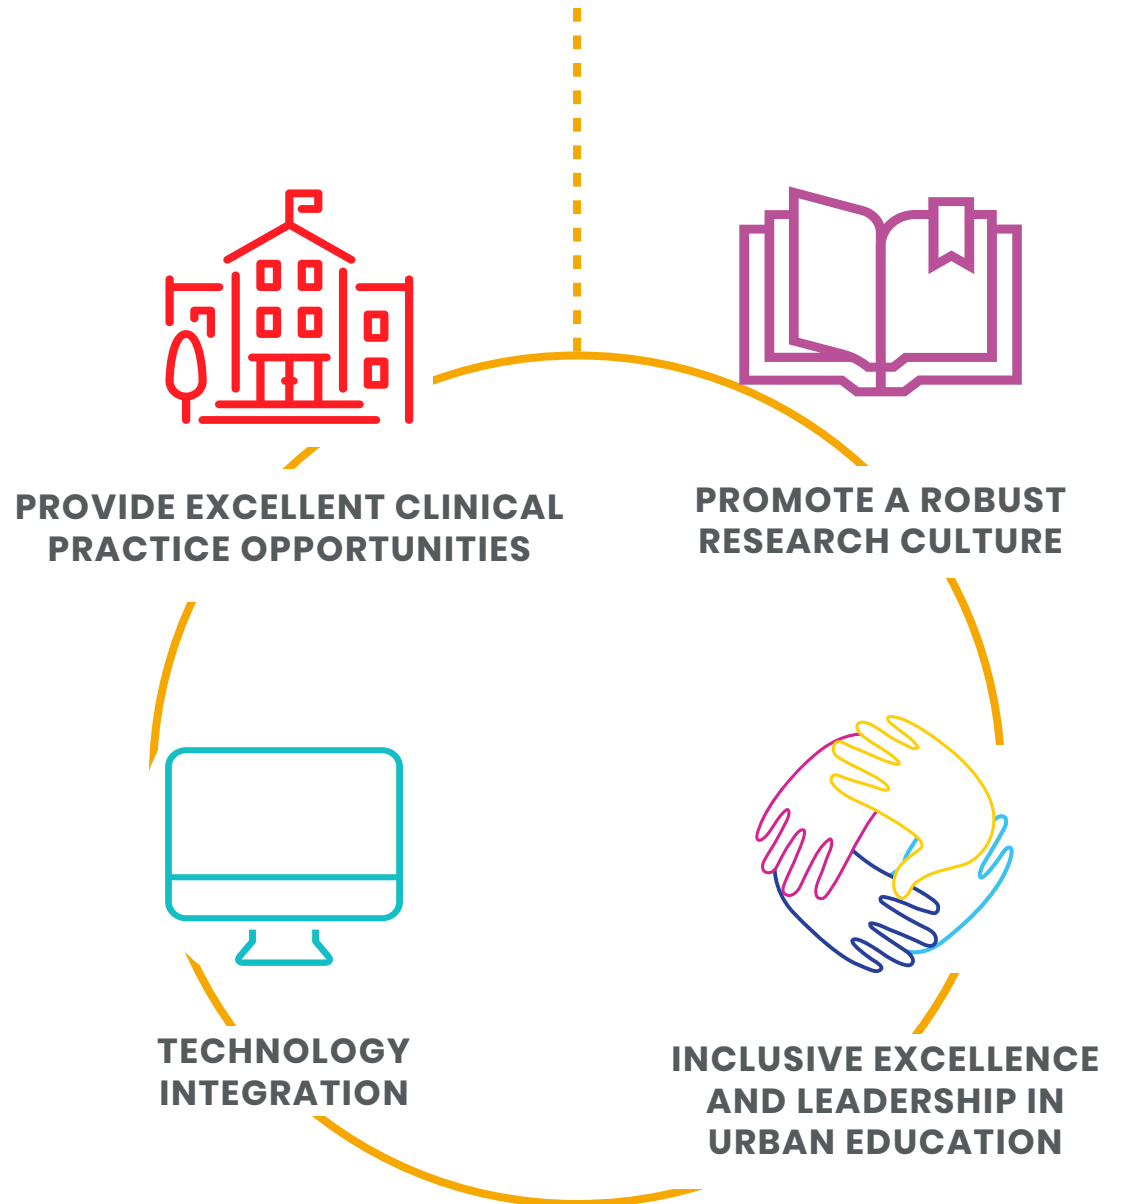 PROVIDE EXCELLENT CLINICAL
PRACTICE OPPORTUNITIES
PROMOTE A ROBUST
RESEARCH CULTURE
TECHNOLOGY
INTEGRATION
INCLUSIVE EXCELLENCE
AND LEADERSHIP IN
URBAN EDUCATION